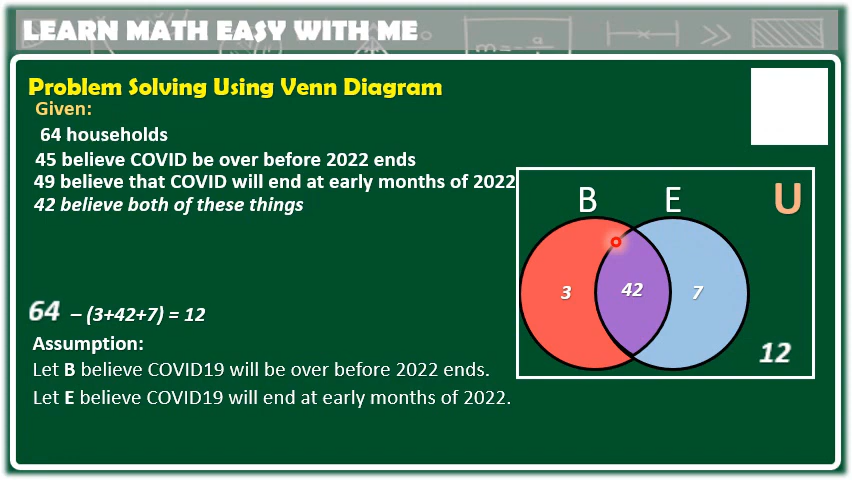 LEARN MATH EASY WITH ME
Problem Solving Using Venn Diagram
Given:
64 households
45 believe COVID be over before 2022 ends
49 believe that COVID will end at early months of 2022
42 believe both of these things
B E U
3 42 7
12
64 – (3+42+7) = 12
Assumption:
Let B believe COVID19 will be over before 2022 ends.
Let E believe COVID19 will end at early months of 2022.